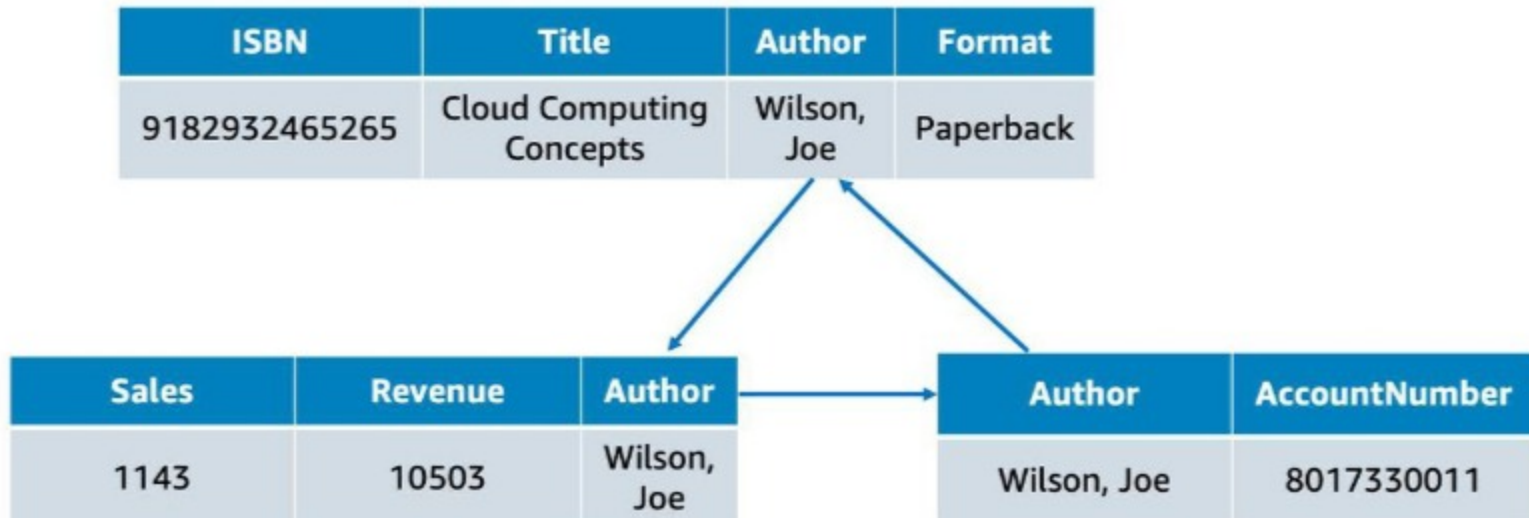 ISBN Title Author Format
9182932465265 Cloud Computing Concepts Wilson, Joe Paperback
Sales Revenue Author
1143 10503 Wilson, Joe
Author AccountNumber
Wilson, Joe 8017330011